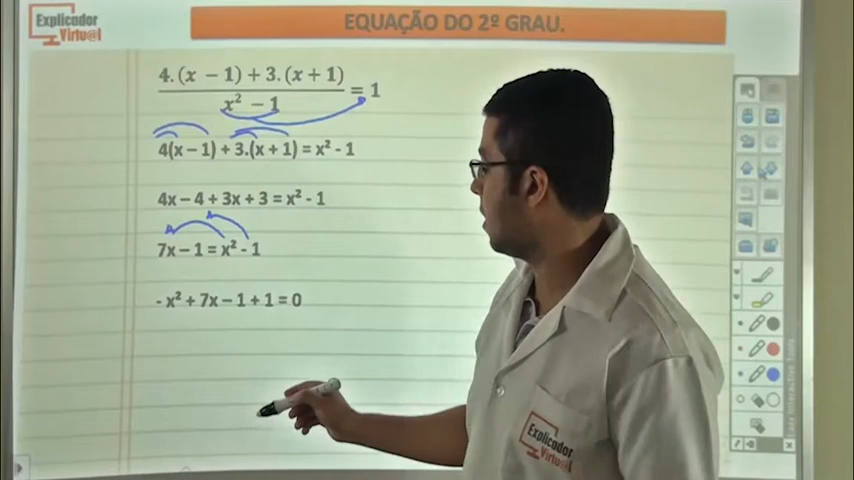 Explicador
Virtu@l
EQUAÇÃO DO 2º GRAU.
4.(x − 1) + 3.(x + 1)
x² − 1
= 1
4(x − 1) + 3.(x + 1) = x² - 1
4x − 4 + 3x + 3 = x² - 1
7x − 1 = x² - 1
- x² + 7x − 1 + 1 = 0
Explicador
Virtu@l